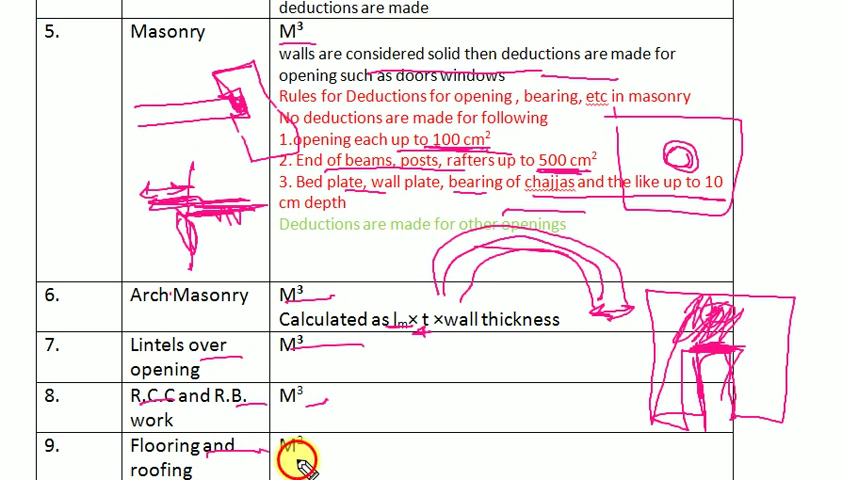 deductions are made
5. Masonry M³
walls are considered solid then deductions are made for
opening such as doors windows
Rules for Deductions for opening , bearing, etc in masonry
No deductions are made for following
1.opening each up to 100 cm²
2. End of beams, posts, rafters up to 500 cm²
3. Bed plate, wall plate, bearing of chajjas and the like up to 10
cm depth
Deductions are made for other openings
6. Arch Masonry M³
Calculated as lm× t ×wall thickness
7. Lintels over M³
opening
8. R.C.C and R.B. M³
work
9. Flooring and
roofing